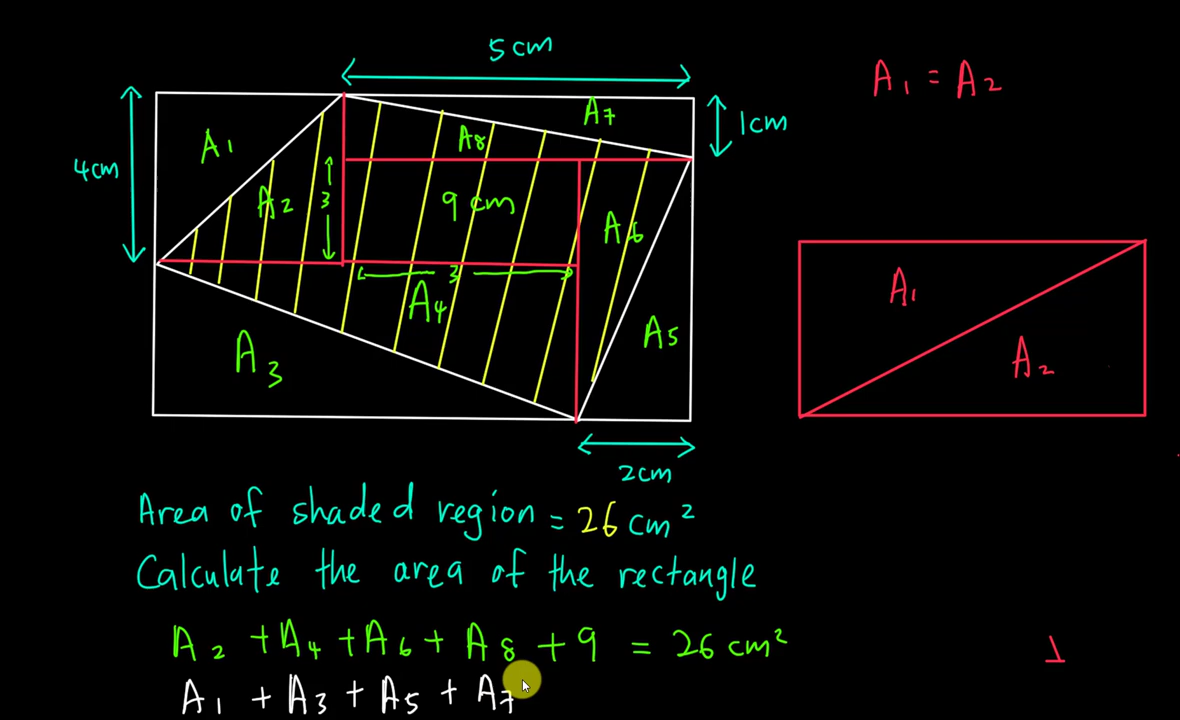 5cm
A1 = A2
A7
1cm
A1
A8
4cm
A2
3
9 cm
A6
3
A4
A1
A5
A3
A2
2cm
Area of shaded region = 26 cm²
Calculate the area of the rectangle
A2 + A4 + A6 + A8 + 9 = 26 cm²
1
A1 + A3 + A5 + A7